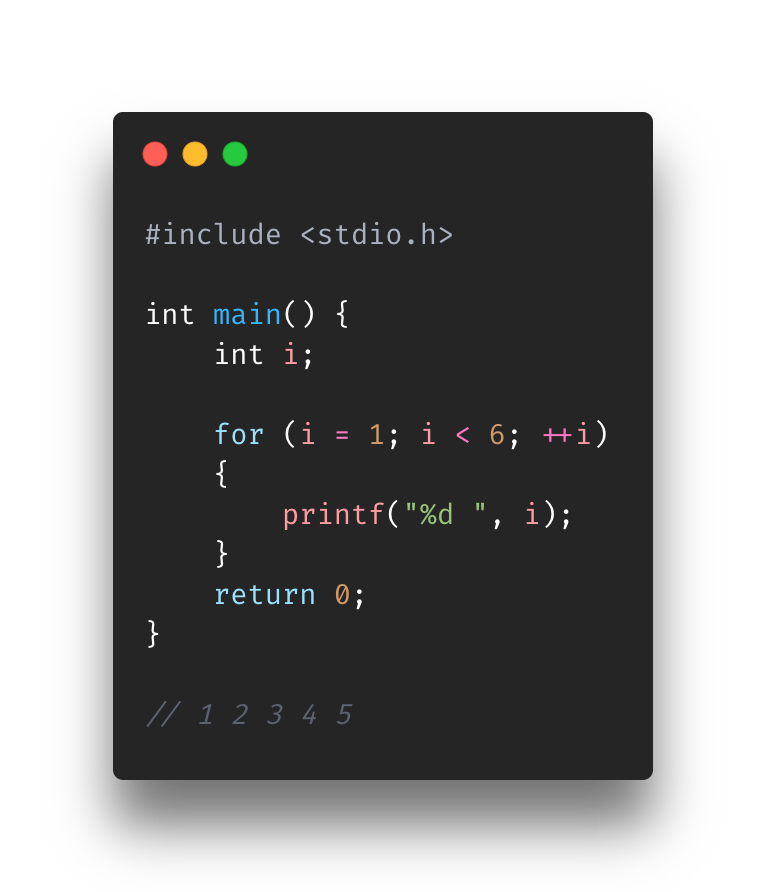 #include <stdio.h>
int main() {
    int i;
    for (i = 1; i < 6; ++i)
    {
        printf("%d ", i);
    }
    return 0;
}
// 1 2 3 4 5